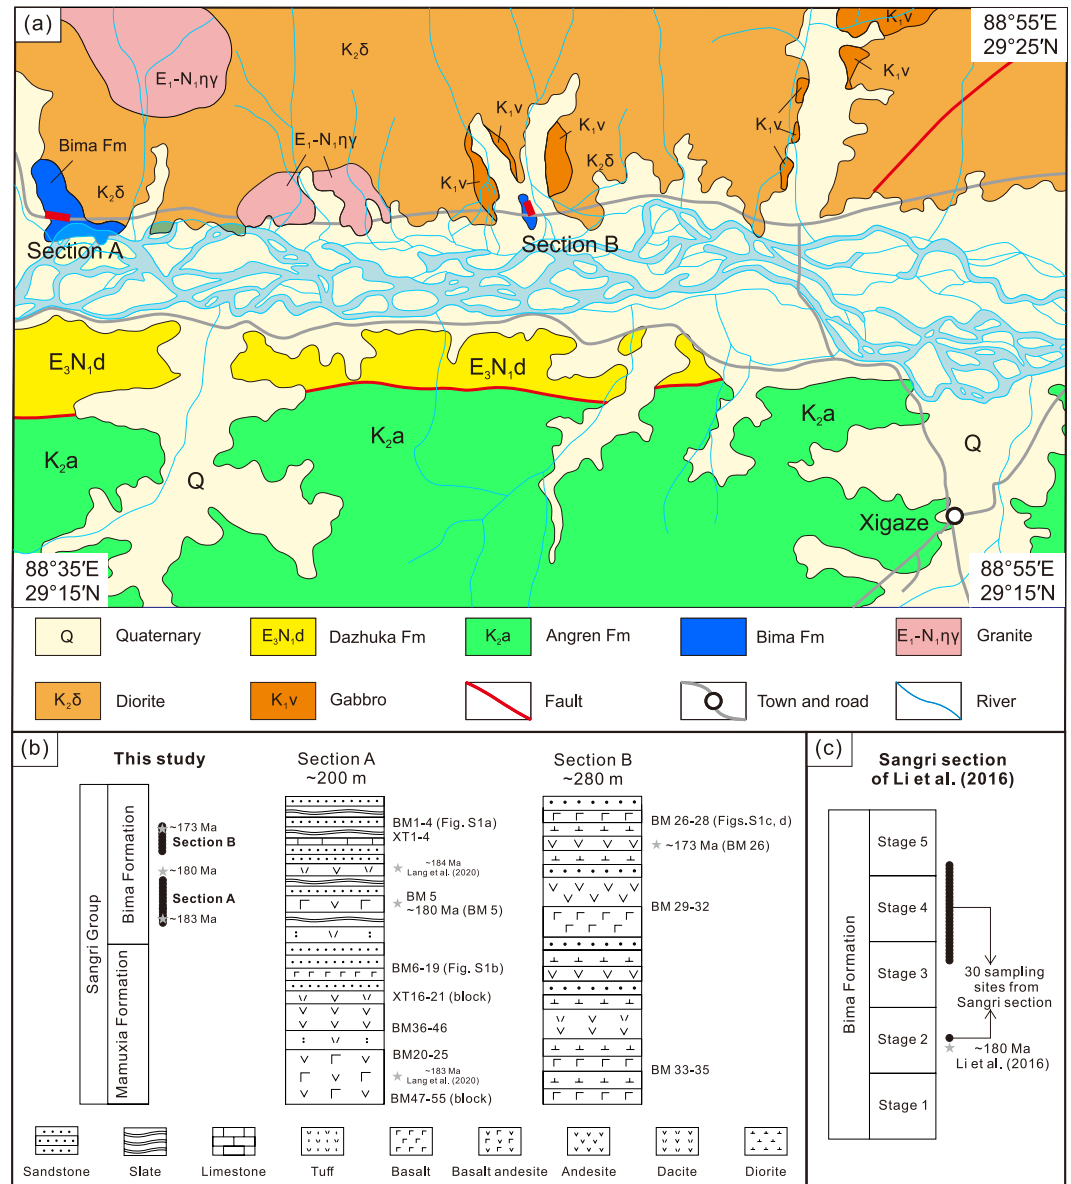 (a)
88°55′E
29°25′N
K₂δ
E₁-N₁ηγ
K₁v
K₁v
K₁v
Bima Fm
E₁-N₁ηγ
K₁v
K₂δ
K₂δ
K₁v
Section A
Section B
E₃N₁d
E₃N₁d
K₂a
K₂a
K₂a
Q
Q
Xigaze
88°35′E
29°15′N
88°55′E
29°15′N
Q Quaternary
E₃N₁d Dazhuka Fm
K₂a Angren Fm
Bima Fm
E₁-N₁ηγ Granite
K₂δ Diorite
K₁v Gabbro
Fault
Town and road
River
(b)
This study
Sangri Group
Bima Formation
Mamuxia Formation
~173 Ma
Section B
~180 Ma
Section A
~183 Ma
Section A
~200 m
BM1-4 (Fig. S1a)
XT1-4
~184 Ma
Lang et al. (2020)
BM 5
~180 Ma (BM 5)
BM6-19 (Fig. S1b)
XT16-21 (block)
BM36-46
BM20-25
~183 Ma
Lang et al. (2020)
BM47-55 (block)
Section B
~280 m
BM 26-28 (Figs.S1c, d)
~173 Ma (BM 26)
BM 29-32
BM 33-35
Sandstone
Slate
Limestone
Tuff
Basalt
Basalt andesite
Andesite
Dacite
Diorite
(c)
Sangri section
of Li et al. (2016)
Bima Formation
Stage 5
Stage 4
Stage 3
Stage 2
Stage 1
30 sampling
sites from
Sangri section
~180 Ma
Li et al. (2016)